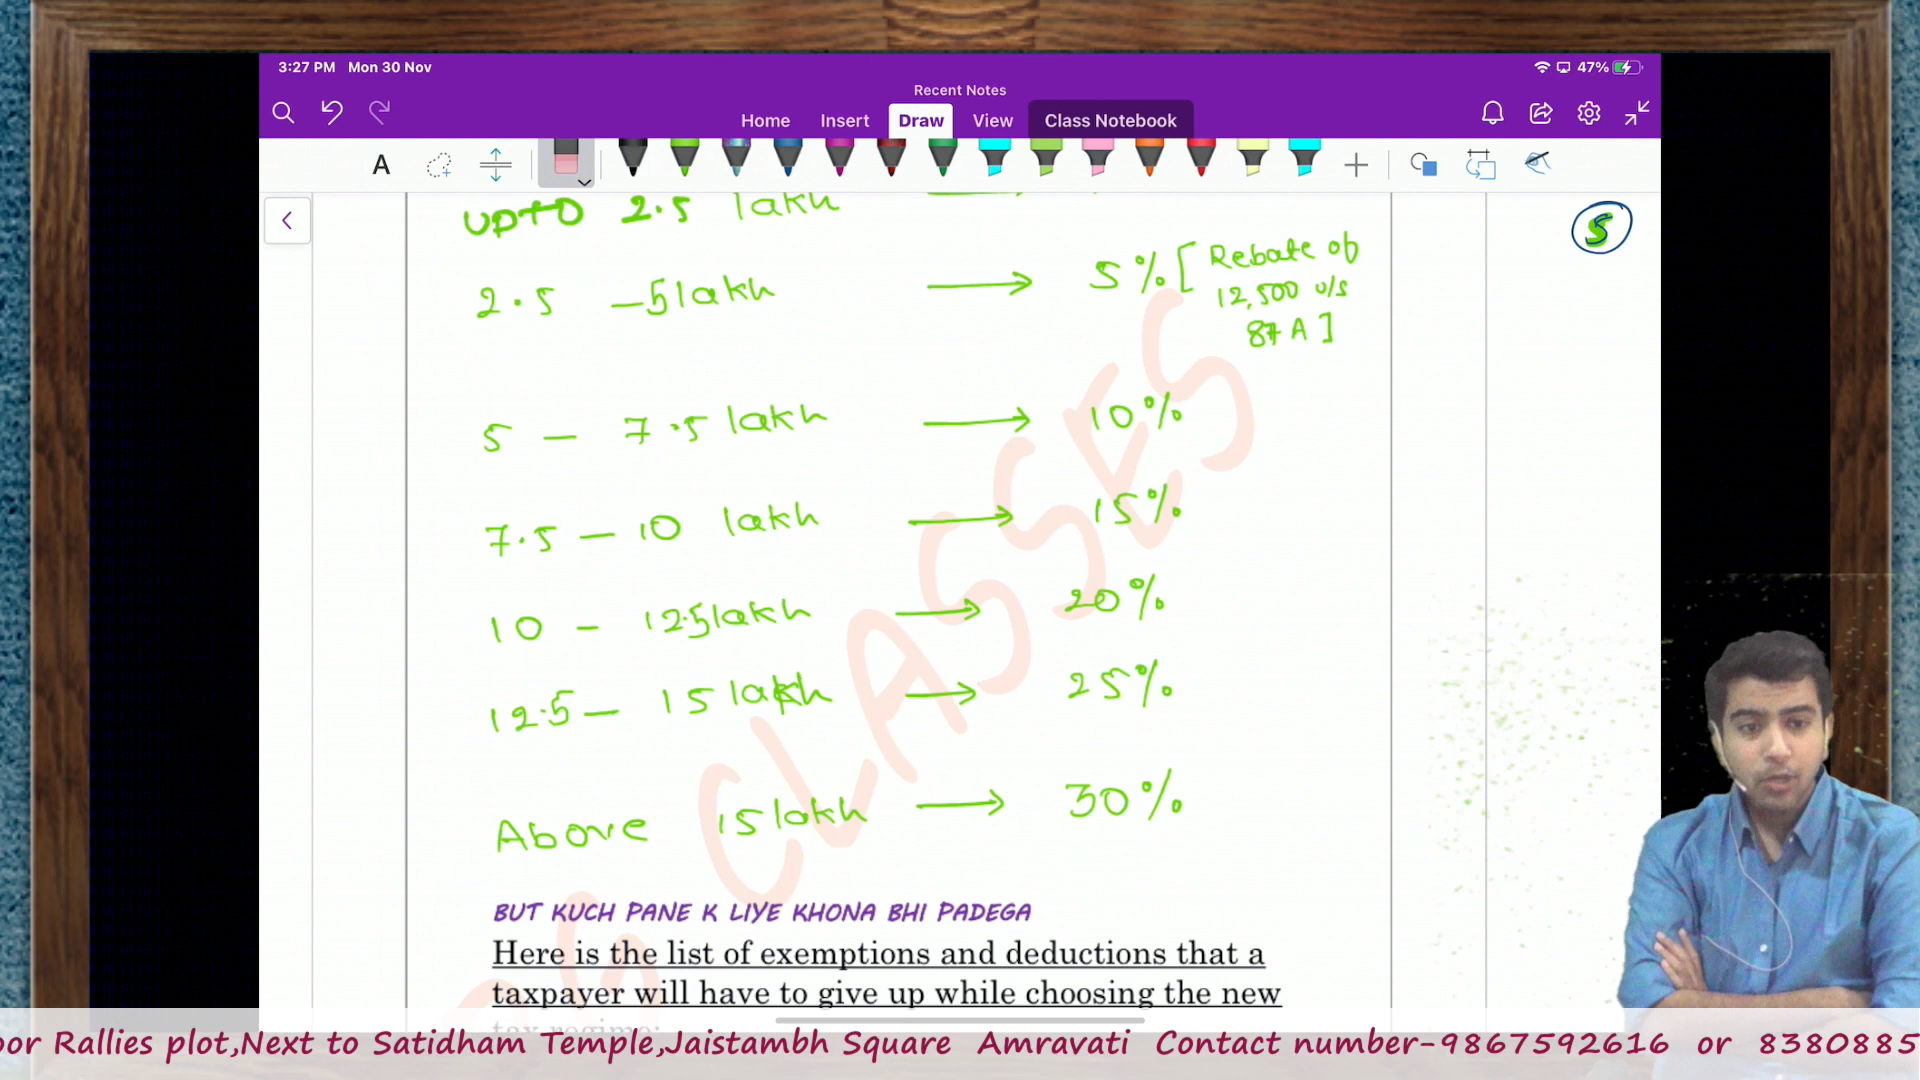 3:27 PM Mon 30 Nov
47%
Recent Notes
Home Insert Draw View Class Notebook
A
UPTO 2.5 lakh
5
2.5 – 5 lakh → 5% [ Rebate of
12,500 u/s
87 A ]
5 – 7.5 lakh → 10%
7.5 – 10 lakh → 15%
10 – 12.5 lakh → 20%
12.5 – 15 lakh → 25%
Above 15 lakh → 30%
CLASSES
BUT KUCH PANE K LIYE KHONA BHI PADEGA
Here is the list of exemptions and deductions that a
taxpayer will have to give up while choosing the new
tax regime:
or Rallies plot,Next to Satidham Temple,Jaistambh Square Amravati Contact number-9867592616 or 8380885